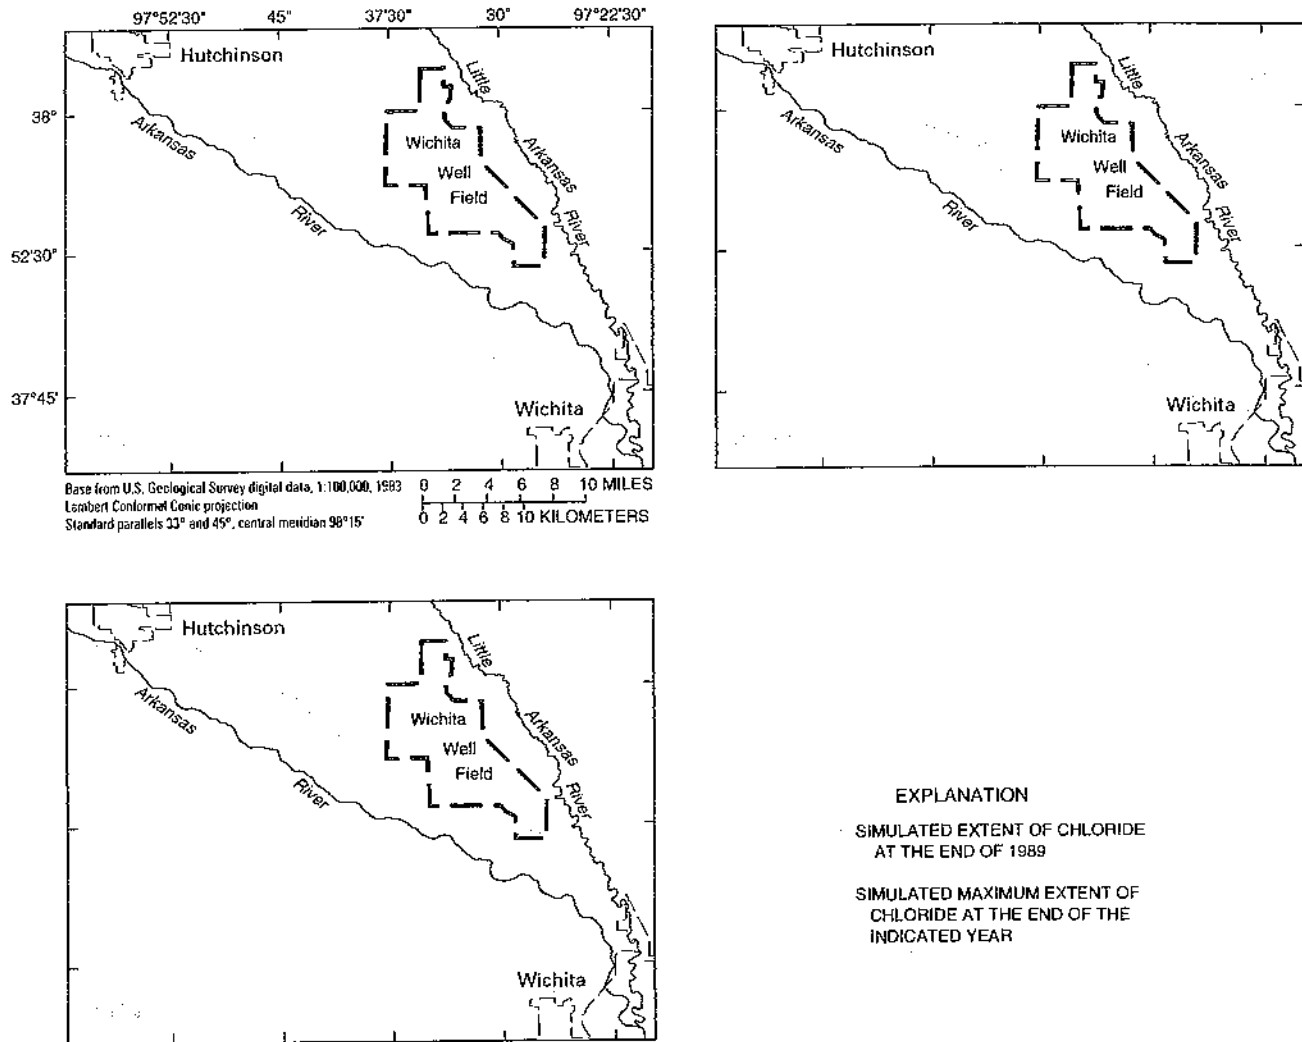 97°52'30" 45" 37'30" 30" 97°22'30"
Hutchinson
Little
38°
Arkansas
Wichita
Arkansas
Well
Field
River
River
52'30"
37°45'
Wichita
Base from U.S. Geological Survey digital data, 1:100,000, 1983
Lambert Conformal Conic projection
Standard parallels 33° and 45°, central meridian 98°15'
0 2 4 6 8 10 MILES
0 2 4 6 8 10 KILOMETERS
Hutchinson
Little
Arkansas
Wichita
Arkansas
Well
Field
River
River
Wichita
Hutchinson
Little
Arkansas
Wichita
Arkansas
Well
Field
River
River
Wichita
EXPLANATION
SIMULATED EXTENT OF CHLORIDE
AT THE END OF 1989
SIMULATED MAXIMUM EXTENT OF
CHLORIDE AT THE END OF THE
INDICATED YEAR